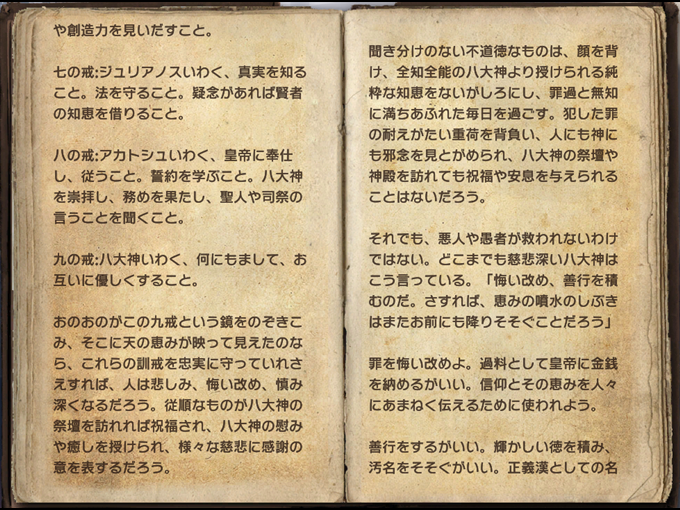 や創造力を見いだすこと。
七の戒:ジュリアノスいわく、真実を知る
こと。法を守ること。疑念があれば賢者
の知恵を借りること。
八の戒:アカトシュいわく、皇帝に奉仕
し、従うこと。誓約を学ぶこと。八大神
を崇拝し、務めを果たし、聖人や司祭の
言うことを聞くこと。
九の戒:八大神いわく、何にもまして、お
互いに優しくすること。
おのおのがこの九戒という鏡をのぞきこ
み、そこに天の恵みが映って見えたのな
ら、これらの訓戒を忠実に守っていれさ
えすれば、人は悲しみ、悔い改め、慎み
深くなるだろう。従順なものが八大神の
祭壇を訪れれば祝福され、八大神の慰み
や癒しを授けられ、様々な慈悲に感謝の
意を表するだろう。
聞き分けのない不道徳なものは、顔を背
け、全知全能の八大神より授けられる純
粋な知恵をないがしろにし、罪過と無知
に満ちあふれた毎日を過ごす。犯した罪
の耐えがたい重荷を背負い、人にも神に
も邪念を見とがめられ、八大神の祭壇や
神殿を訪れても祝福や安息を与えられる
ことはないだろう。
それでも、悪人や愚者が救われないわけ
ではない。どこまでも慈悲深い八大神は
こう言っている。「悔い改め、善行を積
むのだ。さすれば、恵みの噴水のしぶき
はまたお前にも降りそそぐことだろう」
罪を悔い改めよ。過料として皇帝に金銭
を納めるがいい。信仰とその恵みを人々
にあまねく伝えるために使われよう。
善行をするがいい。輝かしい徳を積み、
汚名をそそぐがいい。正義漢としての名